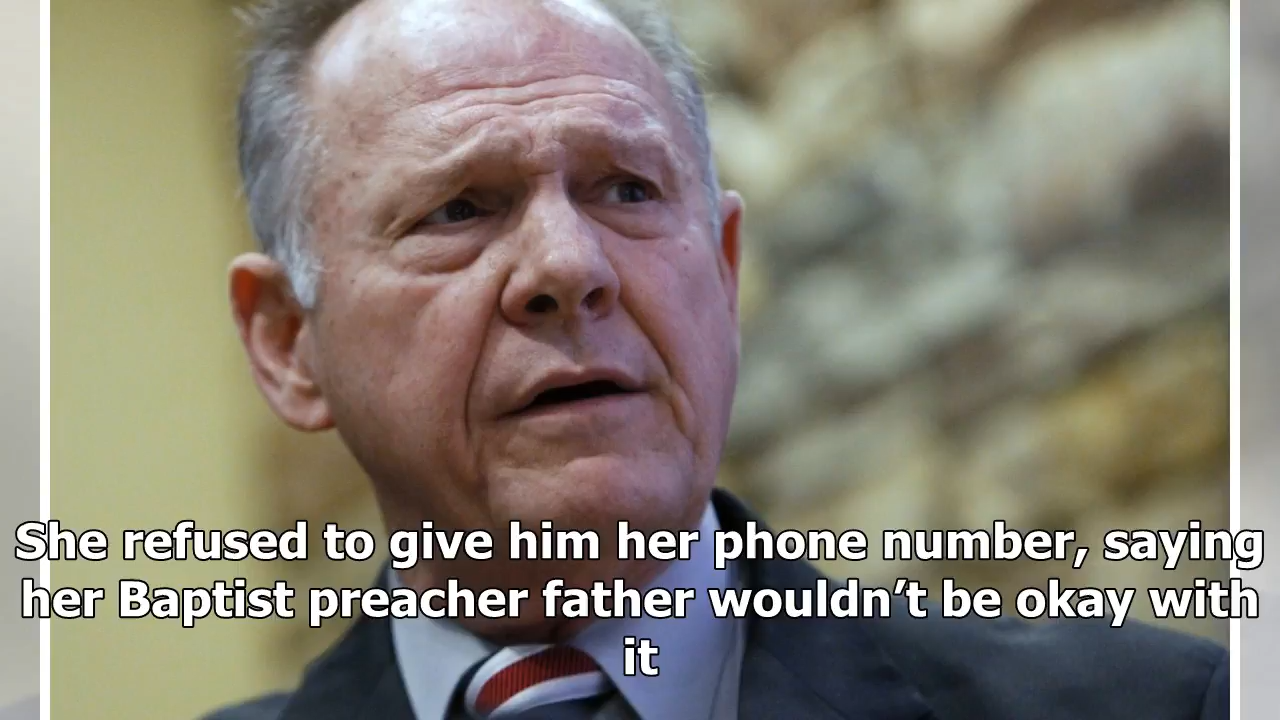 She refused to give him her phone number, saying
her Baptist preacher father wouldn’t be okay with
it